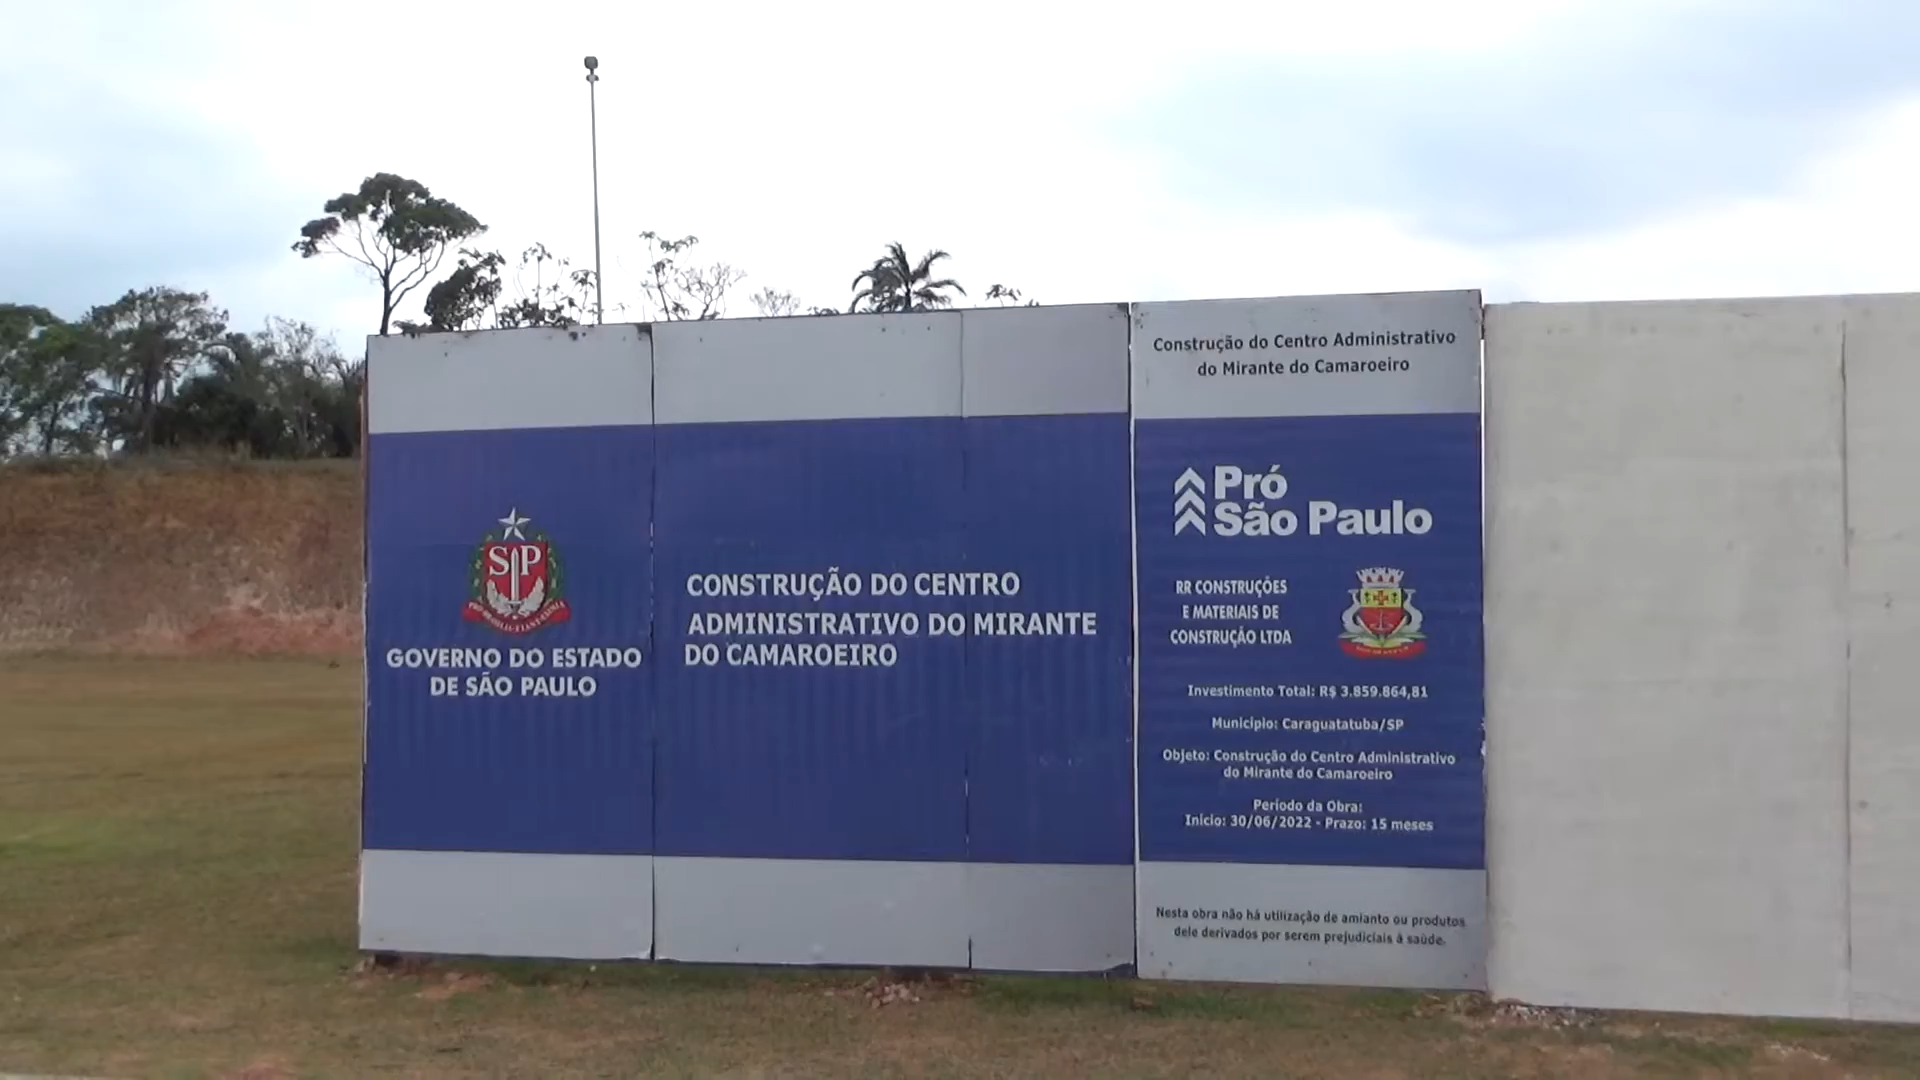 SP
GOVERNO DO ESTADO
DE SÃO PAULO
CONSTRUÇÃO DO CENTRO
ADMINISTRATIVO DO MIRANTE
DO CAMAROEIRO
Construção do Centro Administrativo
do Mirante do Camaroeiro
Pró
São Paulo
RR CONSTRUÇÕES
E MATERIAIS DE
CONSTRUÇÃO LTDA
Investimento Total: R$ 3.859.864,81
Município: Caraguatatuba/SP
Objeto: Construção do Centro Administrativo
do Mirante do Camaroeiro
Período da Obra:
Início: 30/06/2022 - Prazo: 15 meses
Nesta obra não há utilização de amianto ou produtos
dele derivados por serem prejudiciais à saúde.